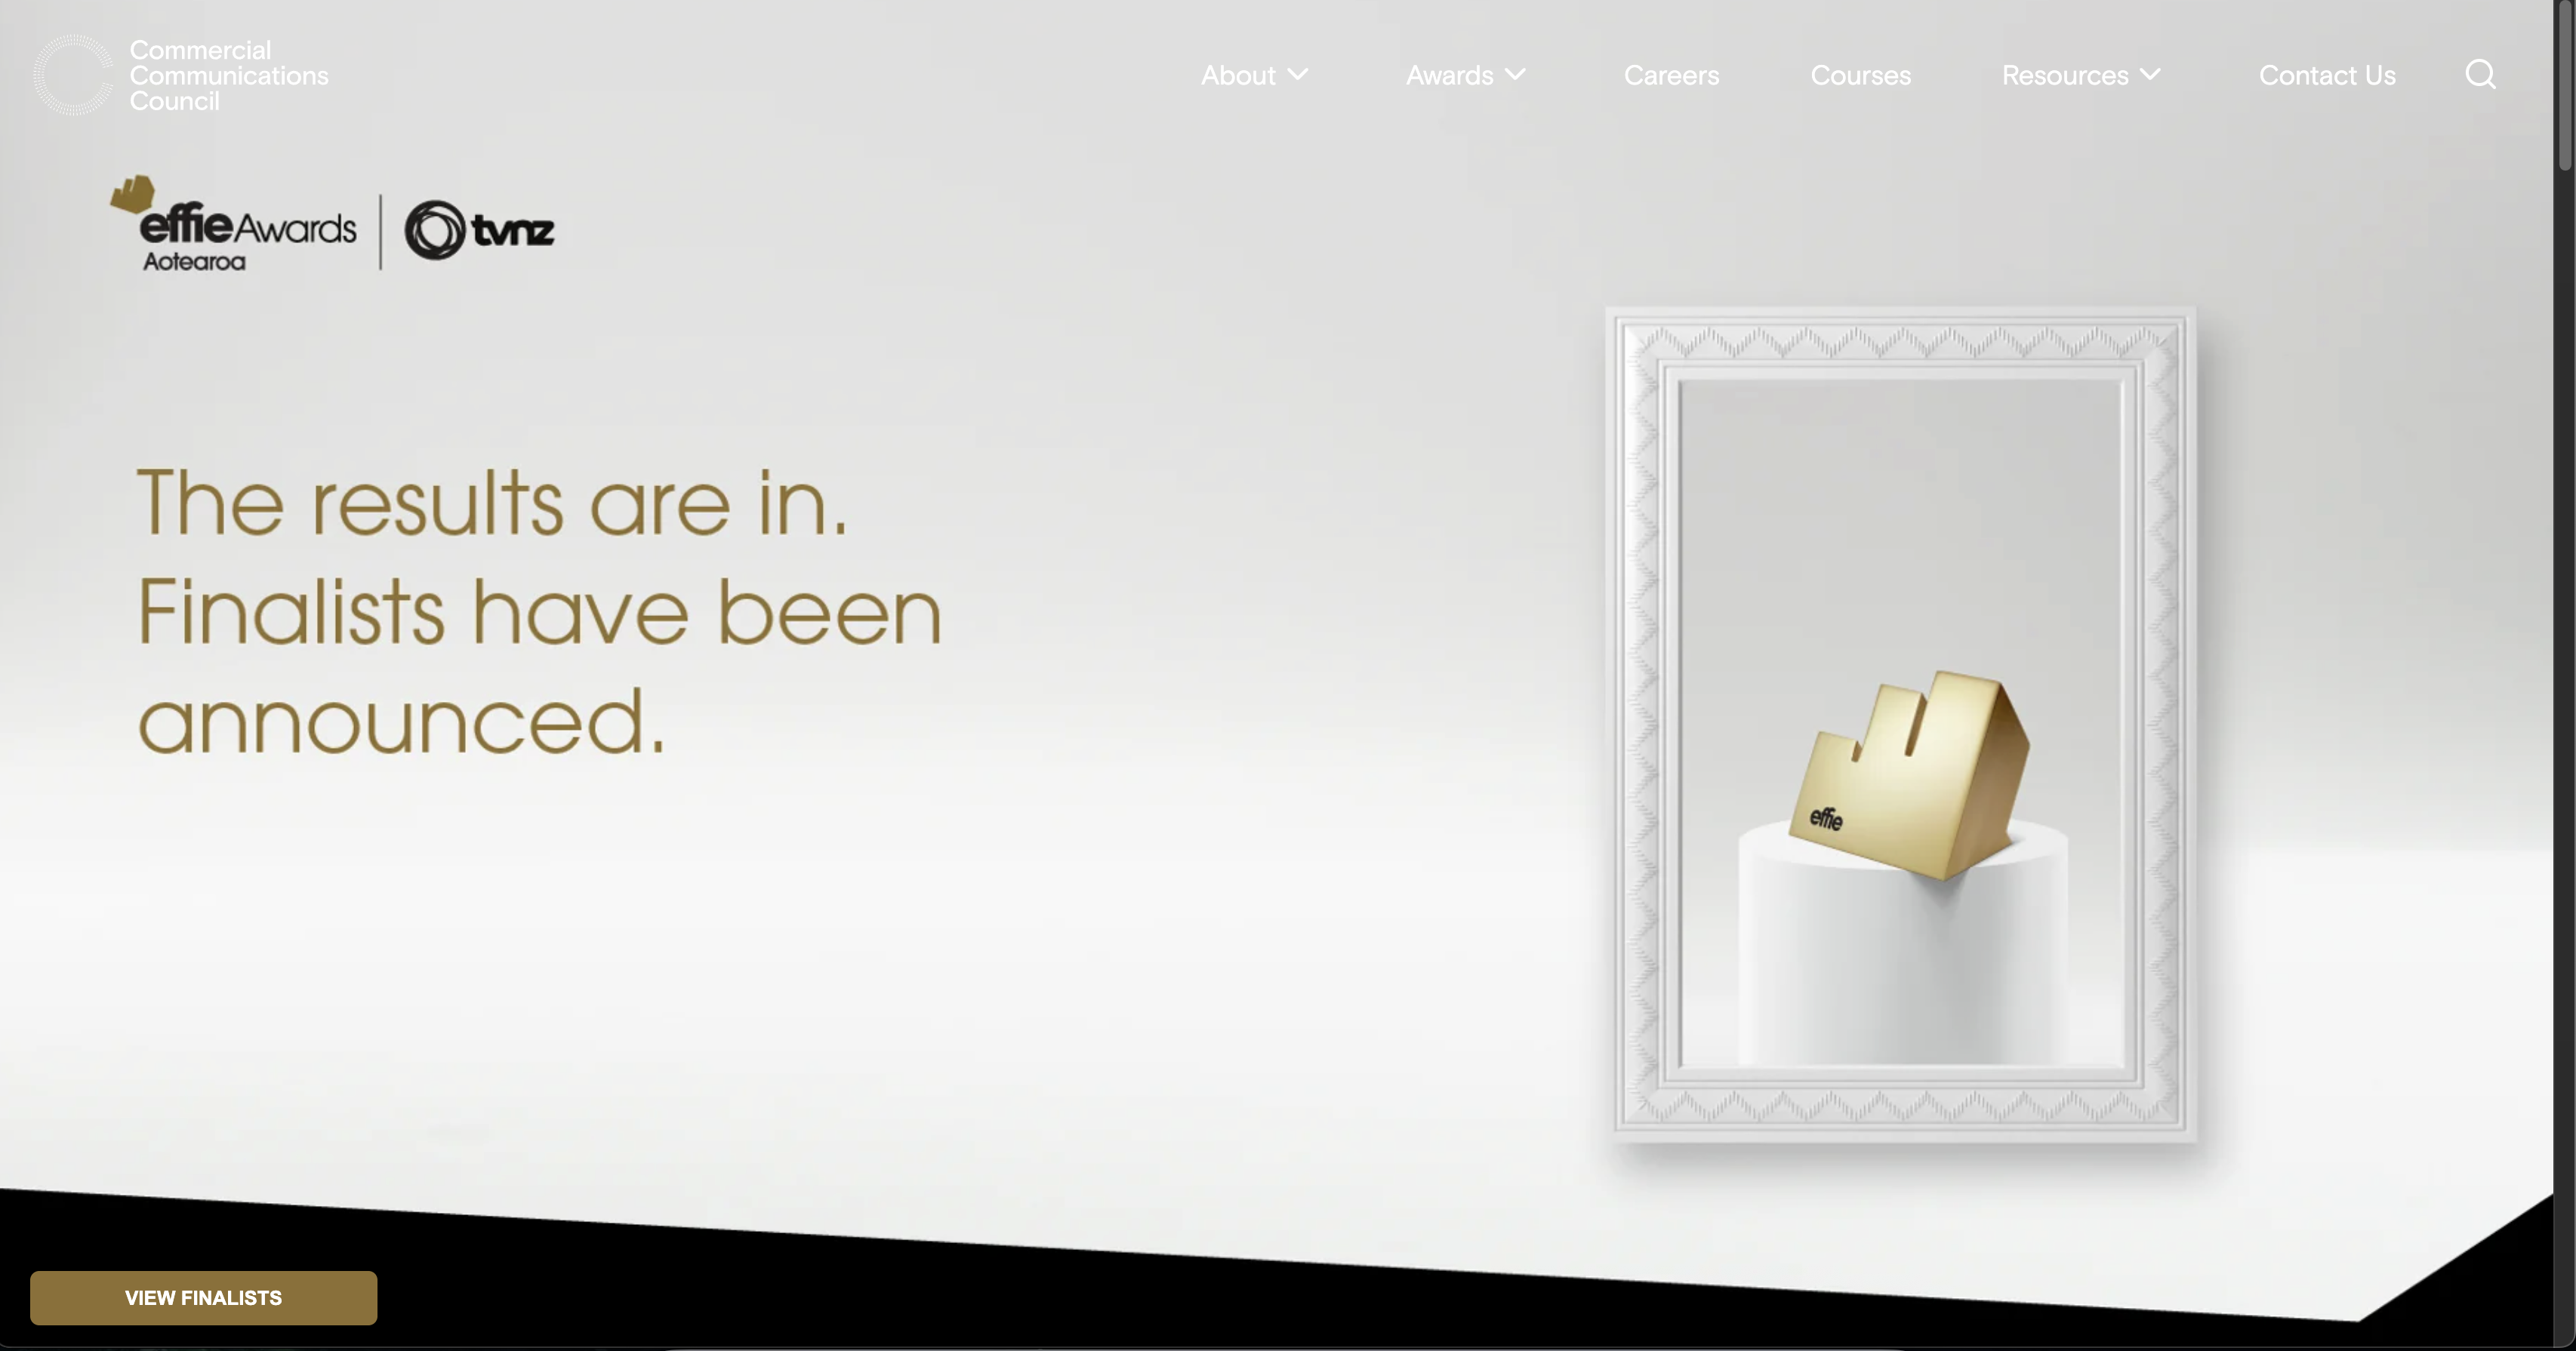 Commercial
Communications
Council
About
Awards
Careers
Courses
Resources
Contact Us
effie Awards
Aotearoa
tvnz
The results are in.
Finalists have been
announced.
effie
VIEW FINALISTS